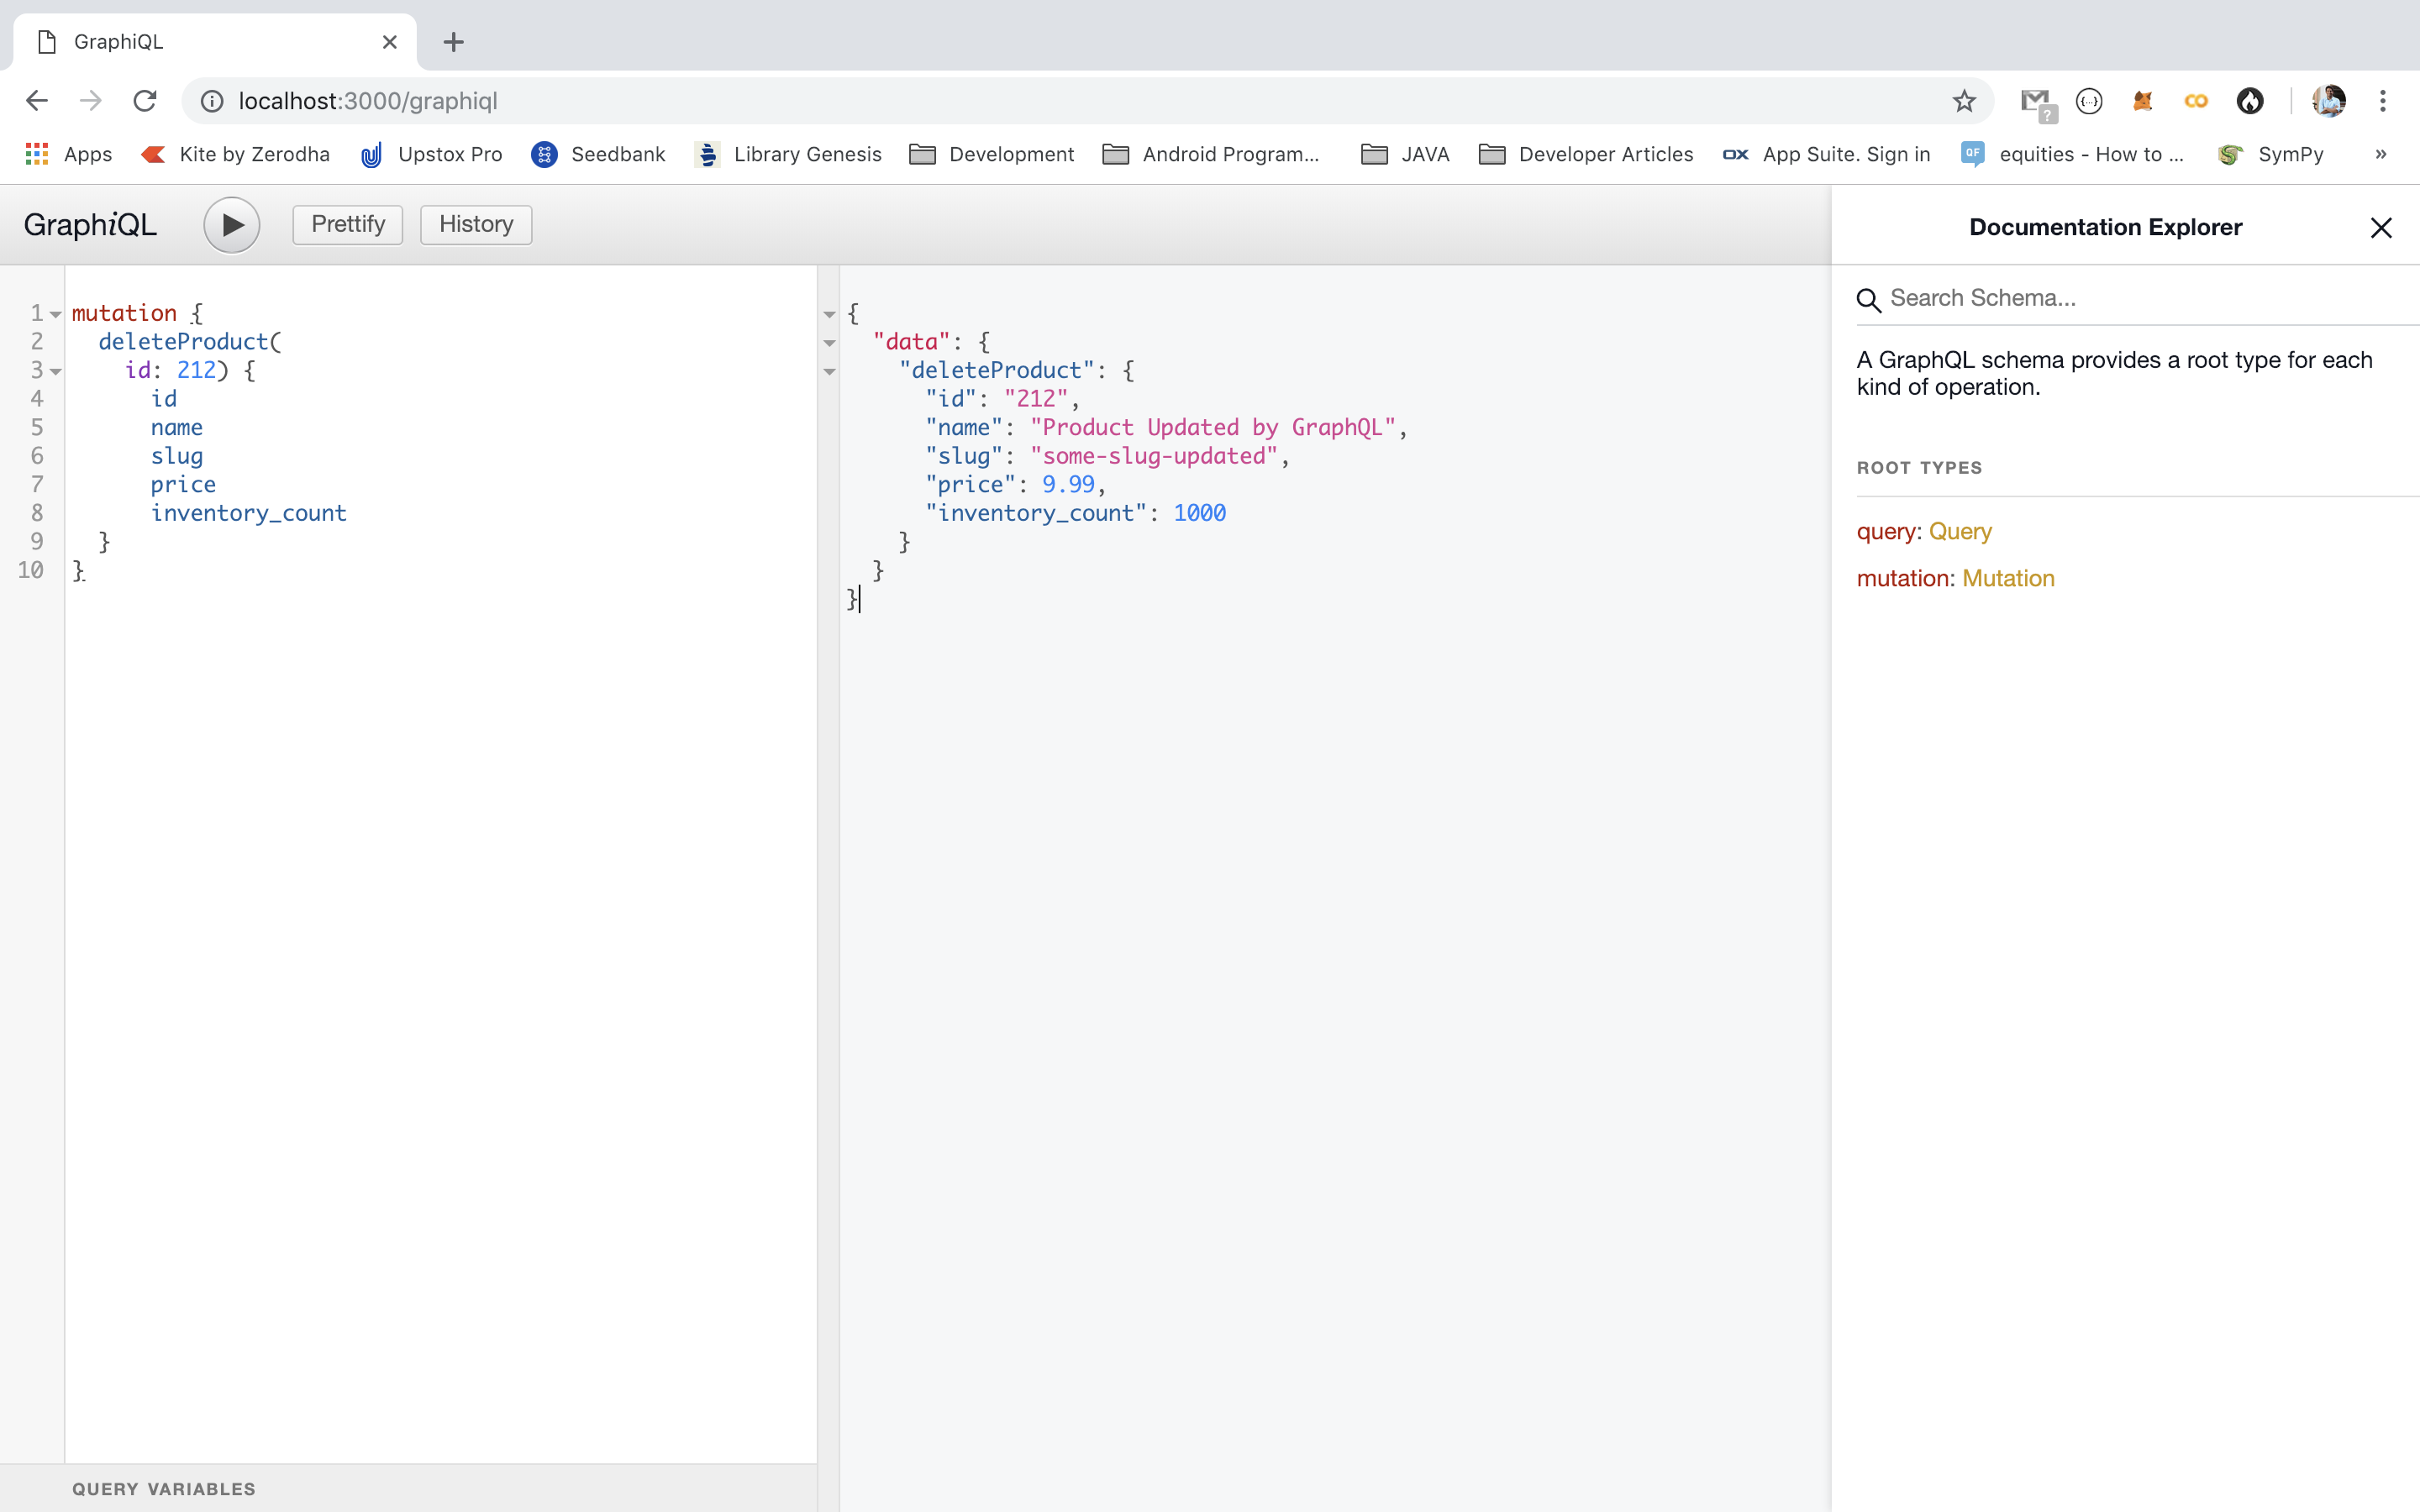 GraphiQL
localhost:3000/graphiql
?
Apps Kite by Zerodha Upstox Pro Seedbank Library Genesis Development Android Program... JAVA Developer Articles OX App Suite. Sign in QF equities - How to ... SymPy »
GraphiQL Prettify History
Documentation Explorer
1 mutation {
2 deleteProduct(
3 id: 212) {
4 id
5 name
6 slug
7 price
8 inventory_count
9 }
10 }
{
"data": {
"deleteProduct": {
"id": "212",
"name": "Product Updated by GraphQL",
"slug": "some-slug-updated",
"price": 9.99,
"inventory_count": 1000
}
}
}
Search Schema...
A GraphQL schema provides a root type for each
kind of operation.
ROOT TYPES
query: Query
mutation: Mutation
QUERY VARIABLES